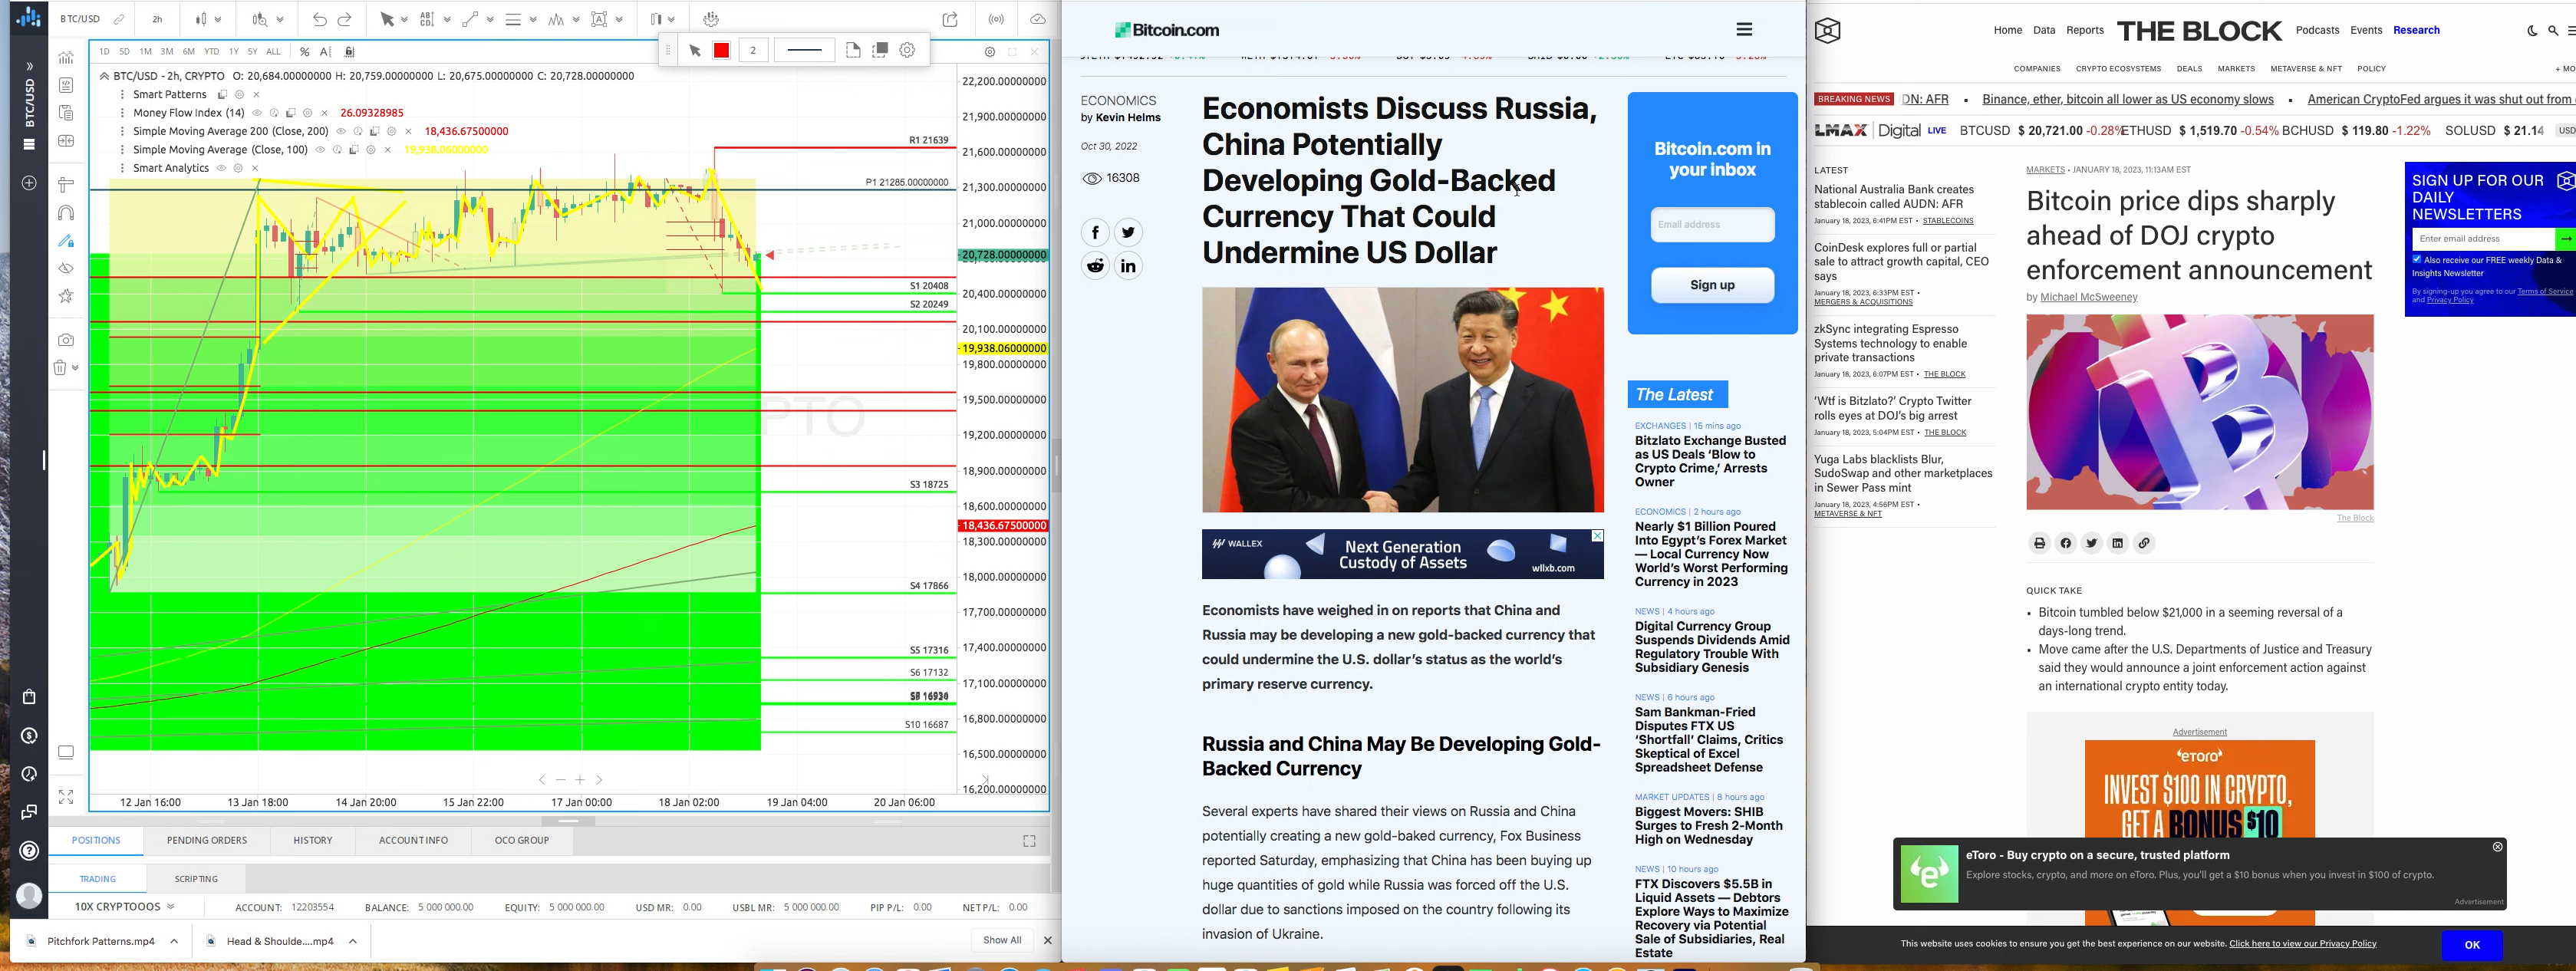 BTC/USD
2h
1D 5D 1M 3M 6M YTD 1Y 5Y ALL
BTC/USD - 2h, CRYPTO O: 20,684.00000000 H: 20,759.00000000 L: 20,675.00000000 C: 20,728.00000000
Smart Patterns
Money Flow Index (14) 26.09328985
Simple Moving Average 200 (Close, 200) 18,436.67500000
Simple Moving Average (Close, 100) 19,938.06000000
Smart Analytics
BTC/USD
2
R1 21639
P1 21285.00000000
S1 20408
S2 20249
S3 18725
S4 17866
S5 17316
S6 17132
S10 16687
22,200.00000000
21,900.00000000
21,600.00000000
21,300.00000000
21,000.00000000
20,728.00000000
20,400.00000000
20,100.00000000
19,938.06000000
19,800.00000000
19,500.00000000
19,200.00000000
18,900.00000000
18,600.00000000
18,436.67500000
18,300.00000000
18,000.00000000
17,700.00000000
17,400.00000000
17,100.00000000
16,800.00000000
16,500.00000000
16,200.00000000
12 Jan 16:00 13 Jan 18:00 14 Jan 20:00 15 Jan 22:00 17 Jan 00:00 18 Jan 02:00 19 Jan 04:00 20 Jan 06:00
POSITIONS PENDING ORDERS HISTORY ACCOUNT INFO OCO GROUP
TRADING SCRIPTING
10X CRYPTOOOS ACCOUNT: 12203554 BALANCE: 5 000 000.00 EQUITY: 5 000 000.00 USD MR: 0.00 USBL MR: 5 000 000.00 PIP P/L: 0.00 NET P/L: 0.00
Pitchfork Patterns.mp4 Head & Shoulde....mp4 Show All
Bitcoin.com
ECONOMICS
by Kevin Helms
Oct 30, 2022
16308
Economists Discuss Russia,
China Potentially
Developing Gold-Backed
Currency That Could
Undermine US Dollar
WALLEX
Next Generation
Custody of Assets
wllxb.com
Economists have weighed in on reports that China and
Russia may be developing a new gold-backed currency that
could undermine the U.S. dollar's status as the world's
primary reserve currency.
Russia and China May Be Developing Gold-
Backed Currency
Several experts have shared their views on Russia and China
potentially creating a new gold-baked currency, Fox Business
reported Saturday, emphasizing that China has been buying up
huge quantities of gold while Russia was forced off the U.S.
dollar due to sanctions imposed on the country following its
invasion of Ukraine.
Bitcoin.com in
your inbox
Email address
Sign up
The Latest
EXCHANGES | 15 mins ago
Bitzlato Exchange Busted
as US Deals 'Blow to
Crypto Crime,' Arrests
Owner
ECONOMICS | 2 hours ago
Nearly $1 Billion Poured
Into Egypt's Forex Market
— Local Currency Now
World's Worst Performing
Currency in 2023
NEWS | 4 hours ago
Digital Currency Group
Suspends Dividends Amid
Regulatory Trouble With
Subsidiary Genesis
NEWS | 6 hours ago
Sam Bankman-Fried
Disputes FTX US
'Shortfall' Claims, Critics
Skeptical of Excel
Spreadsheet Defense
MARKET UPDATES | 8 hours ago
Biggest Movers: SHIB
Surges to Fresh 2-Month
High on Wednesday
NEWS | 10 hours ago
FTX Discovers $5.5B in
Liquid Assets — Debtors
Explore Ways to Maximize
Recovery via Potential
Sale of Subsidiaries, Real
Estate
Home Data Reports THE BLOCK Podcasts Events Research
COMPANIES CRYPTO ECOSYSTEMS DEALS MARKETS METAVERSE & NFT POLICY + MO
BREAKING NEWS DN: AFR • Binance, ether, bitcoin all lower as US economy slows • American CryptoFed argues it was shut out from
LMAX Digital LIVE BTCUSD $ 20,721.00 -0.28% ETHUSD $ 1,519.70 -0.54% BCHUSD $ 119.80 -1.22% SOLUSD $ 21.14 USD
LATEST
National Australia Bank creates
stablecoin called AUDN: AFR
January 18, 2023, 6:41PM EST • STABLECOINS
CoinDesk explores full or partial
sale to attract growth capital, CEO
says
January 18, 2023, 6:33PM EST •
MERGERS & ACQUISITIONS
zkSync integrating Espresso
Systems technology to enable
private transactions
January 18, 2023, 6:07PM EST • THE BLOCK
'Wtf is Bitzlato?' Crypto Twitter
rolls eyes at DOJ's big arrest
January 18, 2023, 5:04PM EST • THE BLOCK
Yuga Labs blacklists Blur,
SudoSwap and other marketplaces
in Sewer Pass mint
January 18, 2023, 4:56PM EST •
METAVERSE & NFT
MARKETS • JANUARY 18, 2023, 11:13AM EST
Bitcoin price dips sharply
ahead of DOJ crypto
enforcement announcement
by Michael McSweeney
The Block
QUICK TAKE
• Bitcoin tumbled below $21,000 in a seeming reversal of a
days-long trend.
• Move came after the U.S. Departments of Justice and Treasury
said they would announce a joint enforcement action against
an international crypto entity today.
Advertisement
eToro
INVEST $100 IN CRYPTO,
GET A BONUS $10
SIGN UP FOR OUR
DAILY
NEWSLETTERS
Enter email address
Also receive our FREE weekly Data &
Insights Newsletter
By signing-up you agree to our Terms of Service
and Privacy Policy
eToro - Buy crypto on a secure, trusted platform
Explore stocks, crypto, and more on eToro. Plus, you'll get a $10 bonus when you invest in $100 of crypto.
Advertisement
This website uses cookies to ensure you get the best experience on our website. Click here to view our Privacy Policy
OK